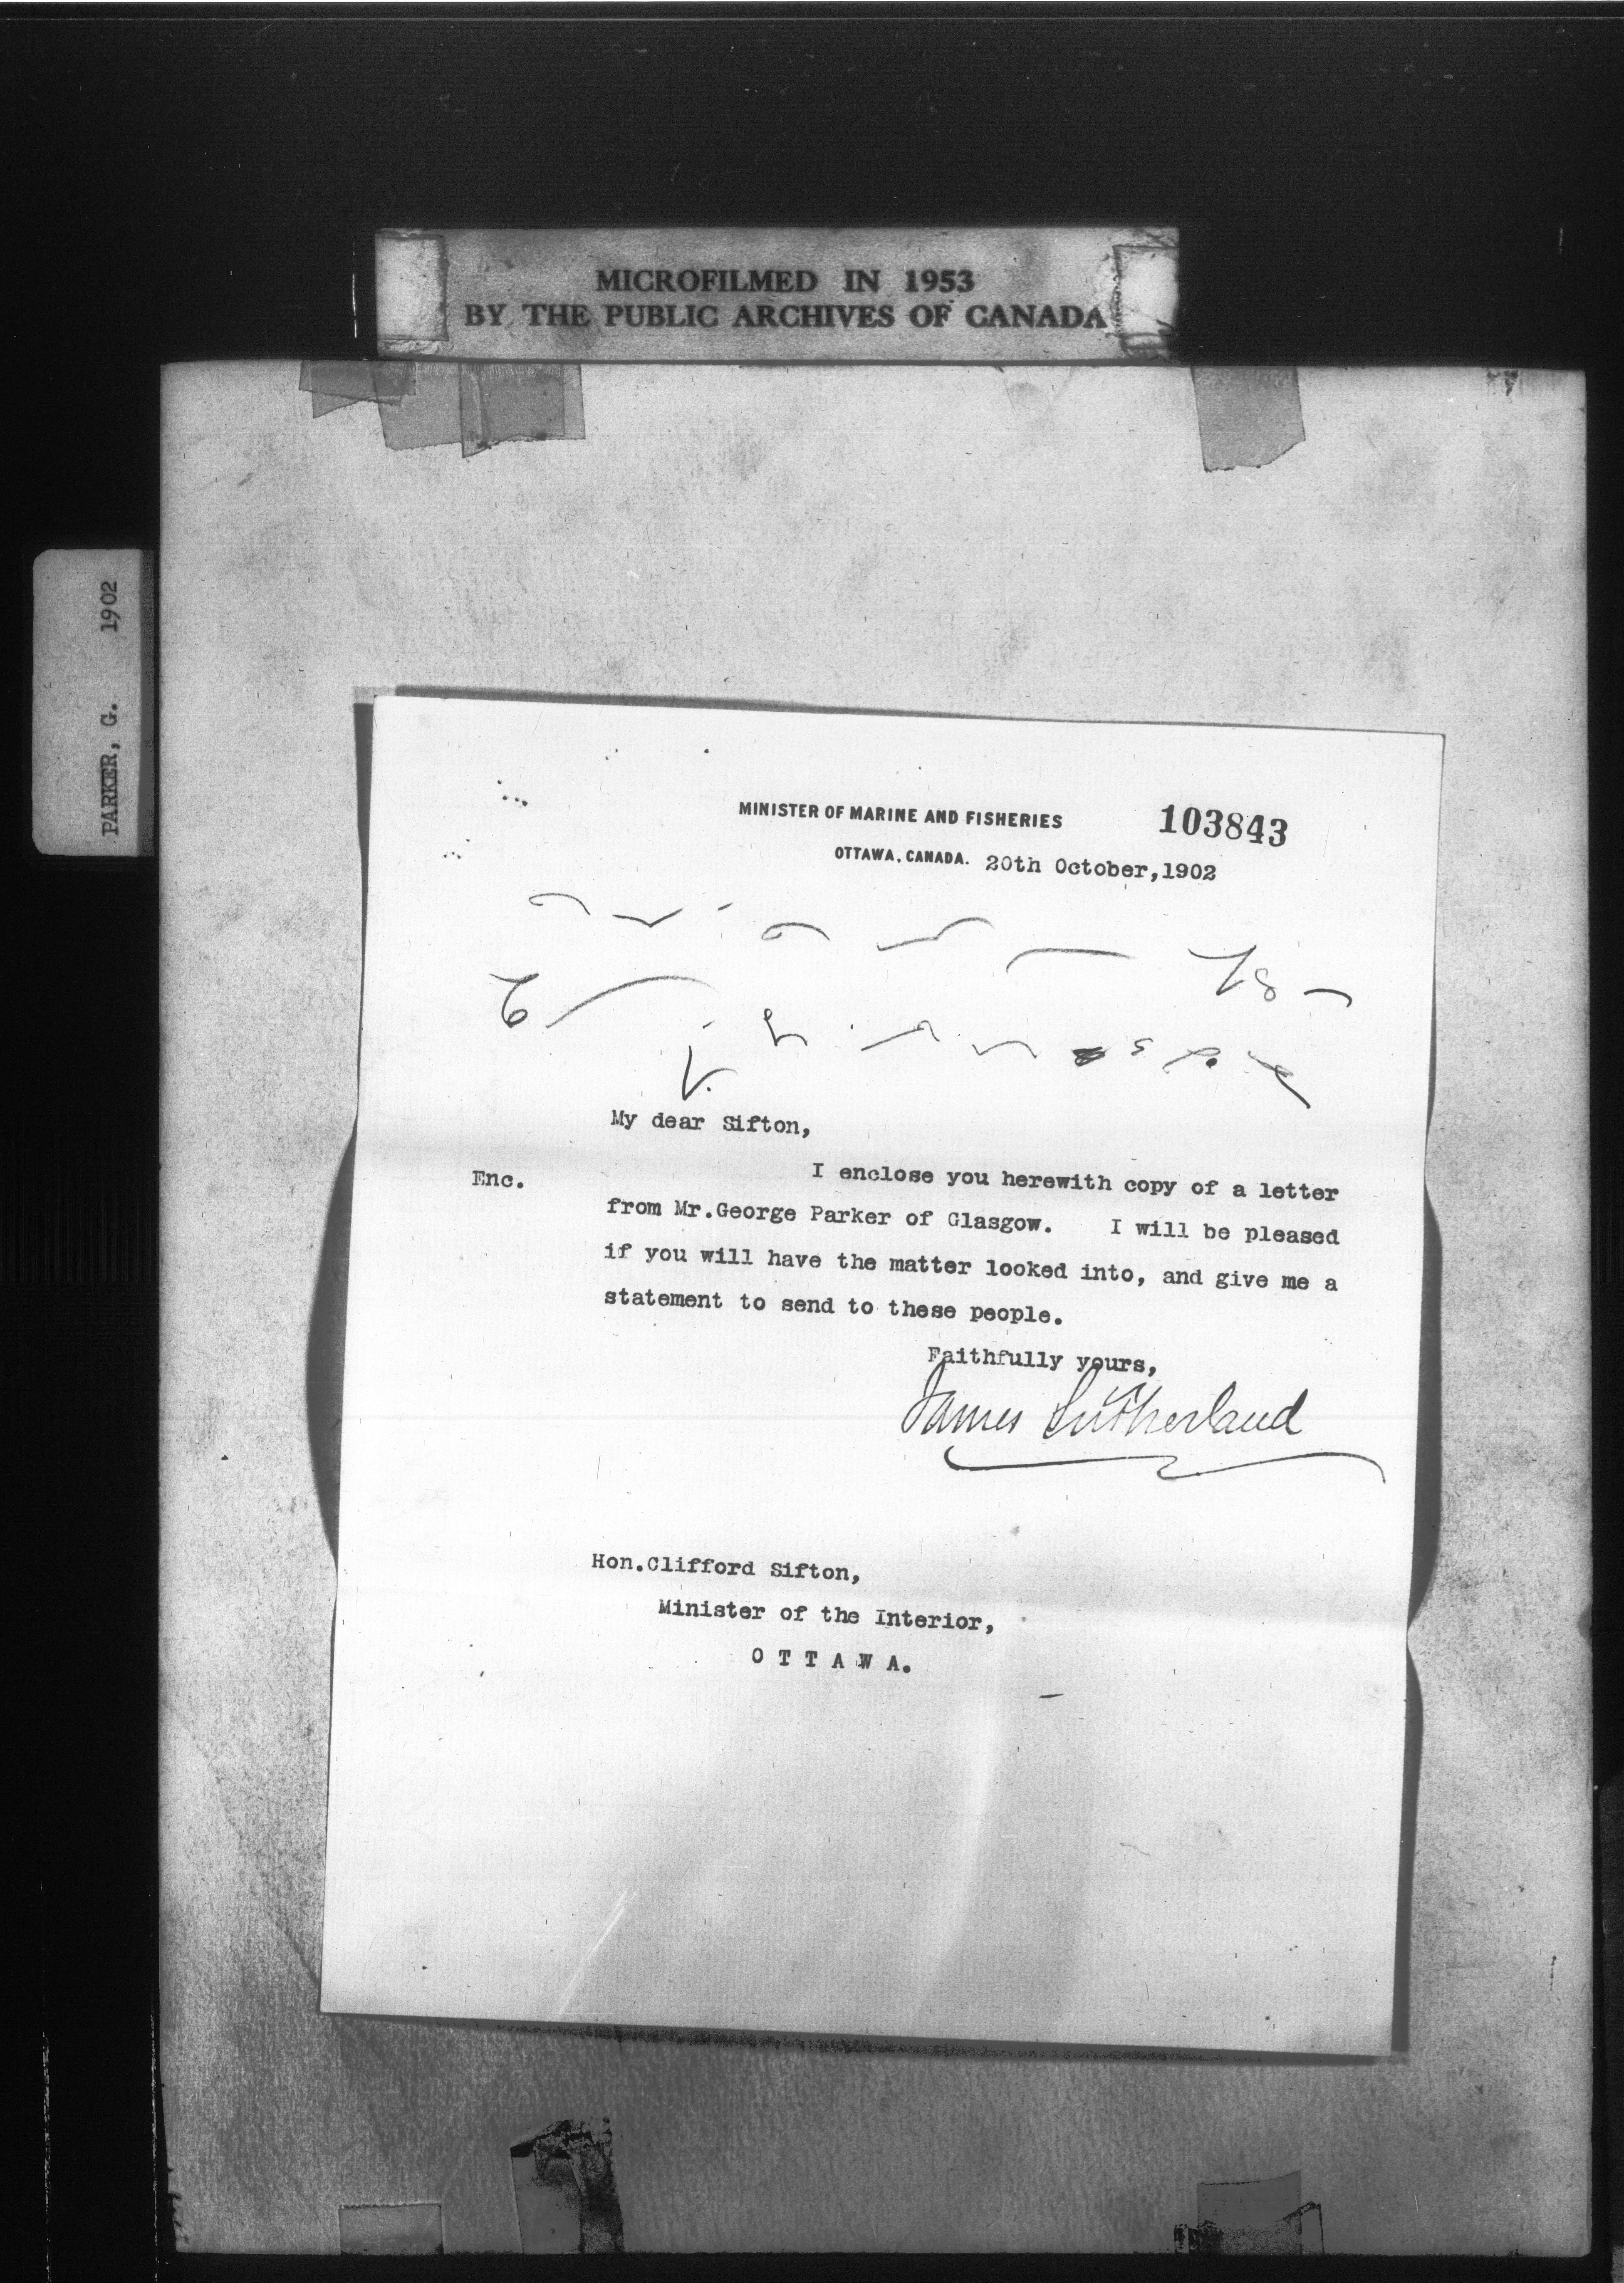 MICROFILMED IN 1953
BY THE PUBLIC ARCHIVES OF CANADA
PARKER, G. 1902
MINISTER OF MARINE AND FISHERIES
103843
OTTAWA, CANADA. 20th October, 1902
My dear Sifton,
Enc. I enclose you herewith copy of a letter
from Mr.George Parker of Glasgow. I will be pleased
if you will have the matter looked into, and give me a
statement to send to these people.
Faithfully yours,
James Sutherland
Hon.Clifford Sifton,
Minister of the Interior,
O T T A W A.